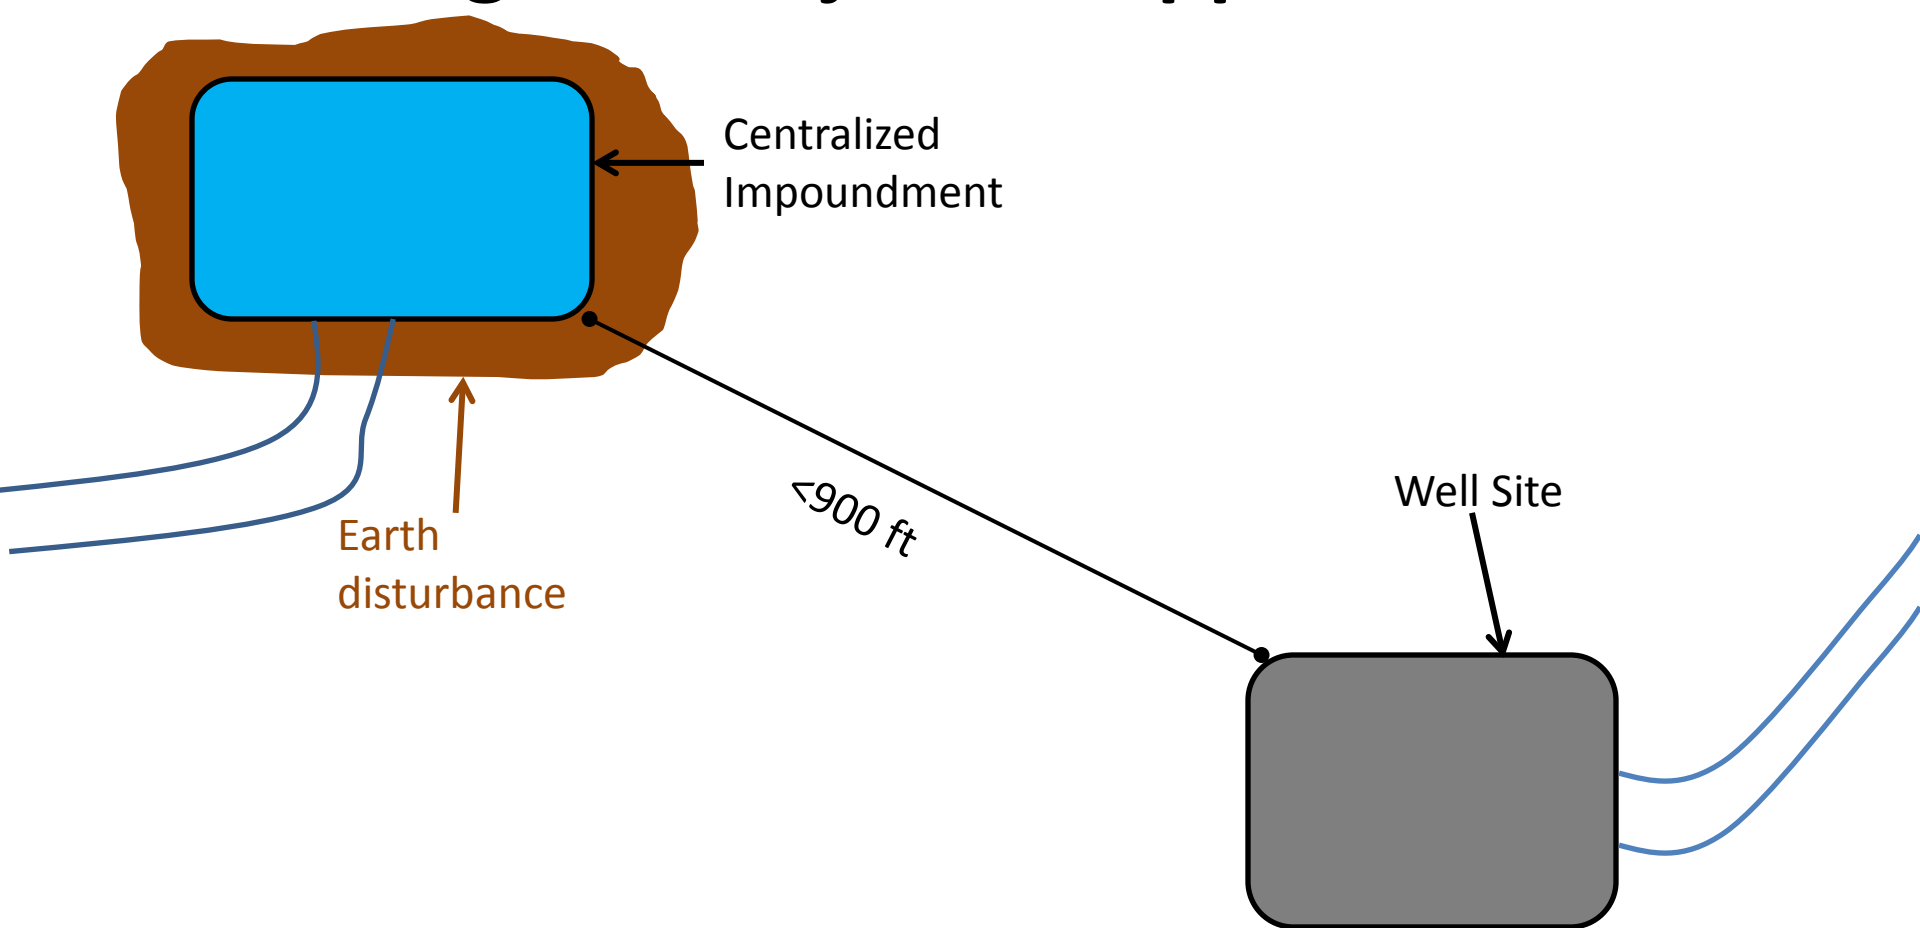 Centralized
Impoundment
<900 ft
Well Site
Earth
disturbance